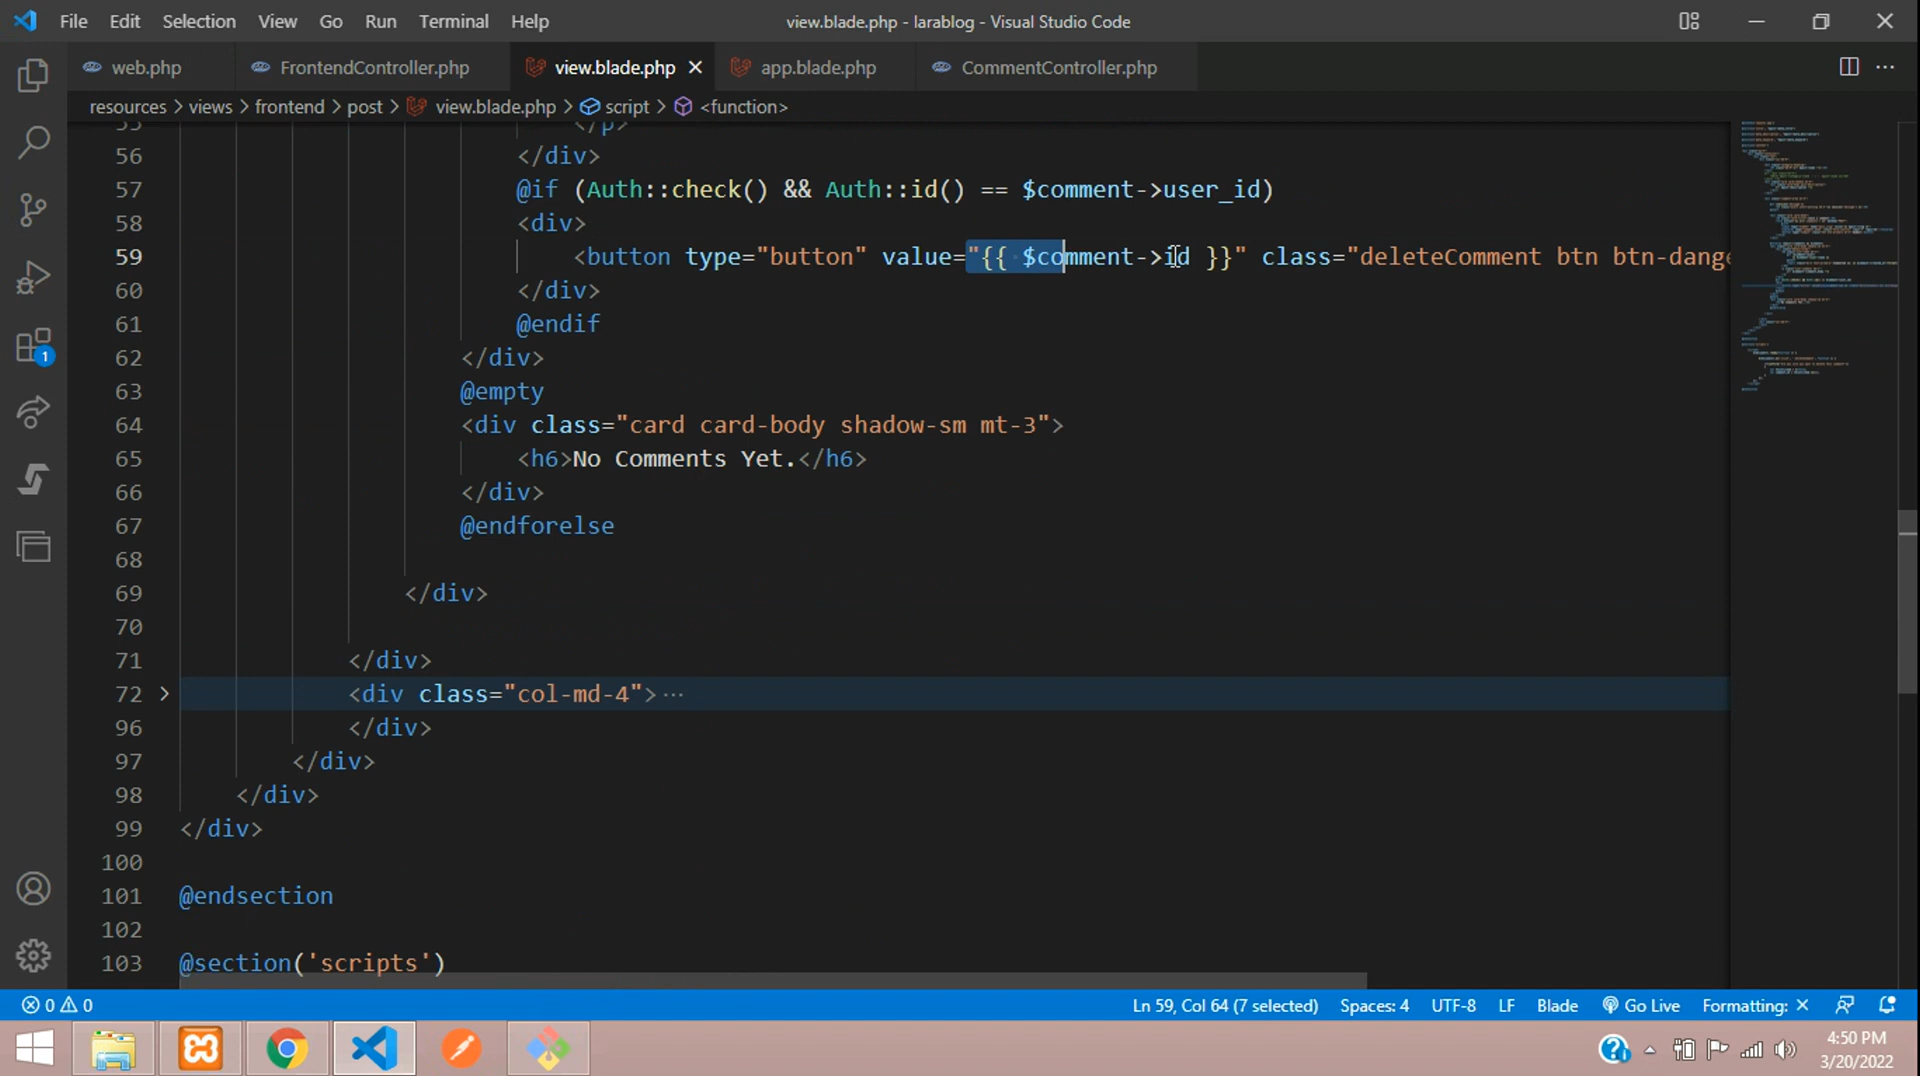 File Edit Selection View Go Run Terminal Help view.blade.php - larablog - Visual Studio Code
web.php FrontendController.php view.blade.php app.blade.php CommentController.php
resources > views > frontend > post > view.blade.php > script > <function>
55 </p>
56 </div>
57 @if (Auth::check() && Auth::id() == $comment->user_id)
58 <div>
59 <button type="button" value="{{ $comment->id }}" class="deleteComment btn btn-dange
60 </div>
61 @endif
62 </div>
63 @empty
64 <div class="card card-body shadow-sm mt-3">
65 <h6>No Comments Yet.</h6>
66 </div>
67 @endforelse
68
69 </div>
70
71 </div>
72 <div class="col-md-4"> ···
96 </div>
97 </div>
98 </div>
99 </div>
100
101 @endsection
102
103 @section('scripts')
1
0 0 Ln 59, Col 64 (7 selected) Spaces: 4 UTF-8 LF Blade Go Live Formatting: ×
4:50 PM
3/20/2022